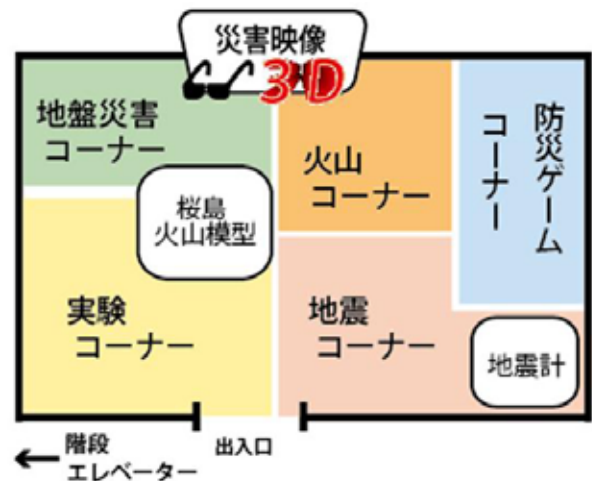 災害映像
3D
地盤災害
コーナー
火山
コーナー
防災ゲーム
コーナー
桜島
火山模型
実験
コーナー
地震
コーナー
地震計
← 階段
エレベーター
出入口